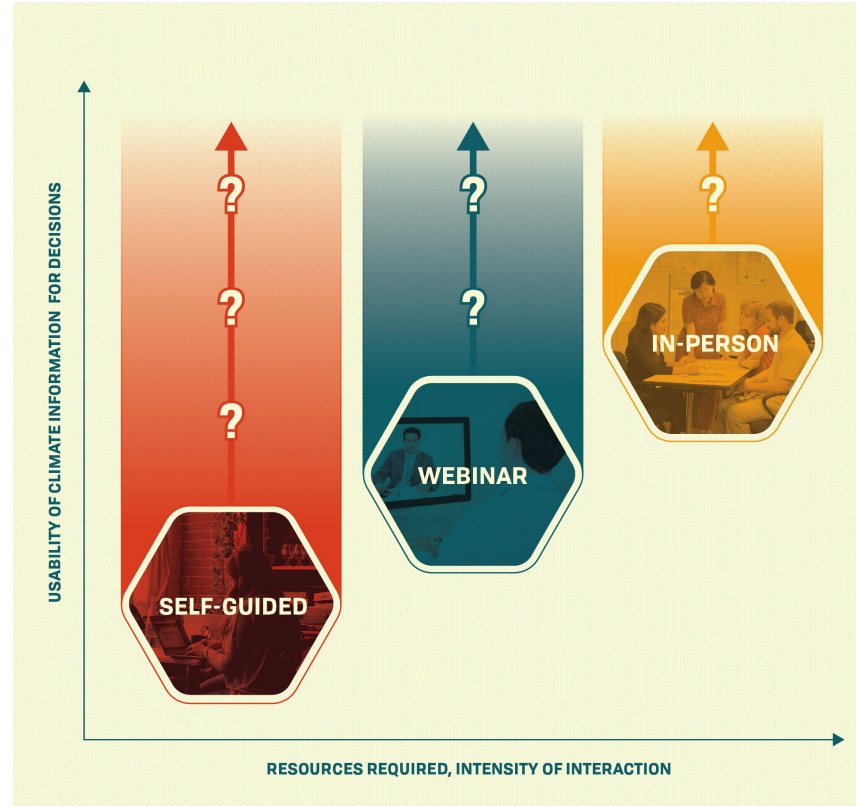 USABILITY OF CLIMATE INFORMATION FOR DECISIONS
?
?
?
SELF-GUIDED
?
?
WEBINAR
?
IN-PERSON
RESOURCES REQUIRED, INTENSITY OF INTERACTION